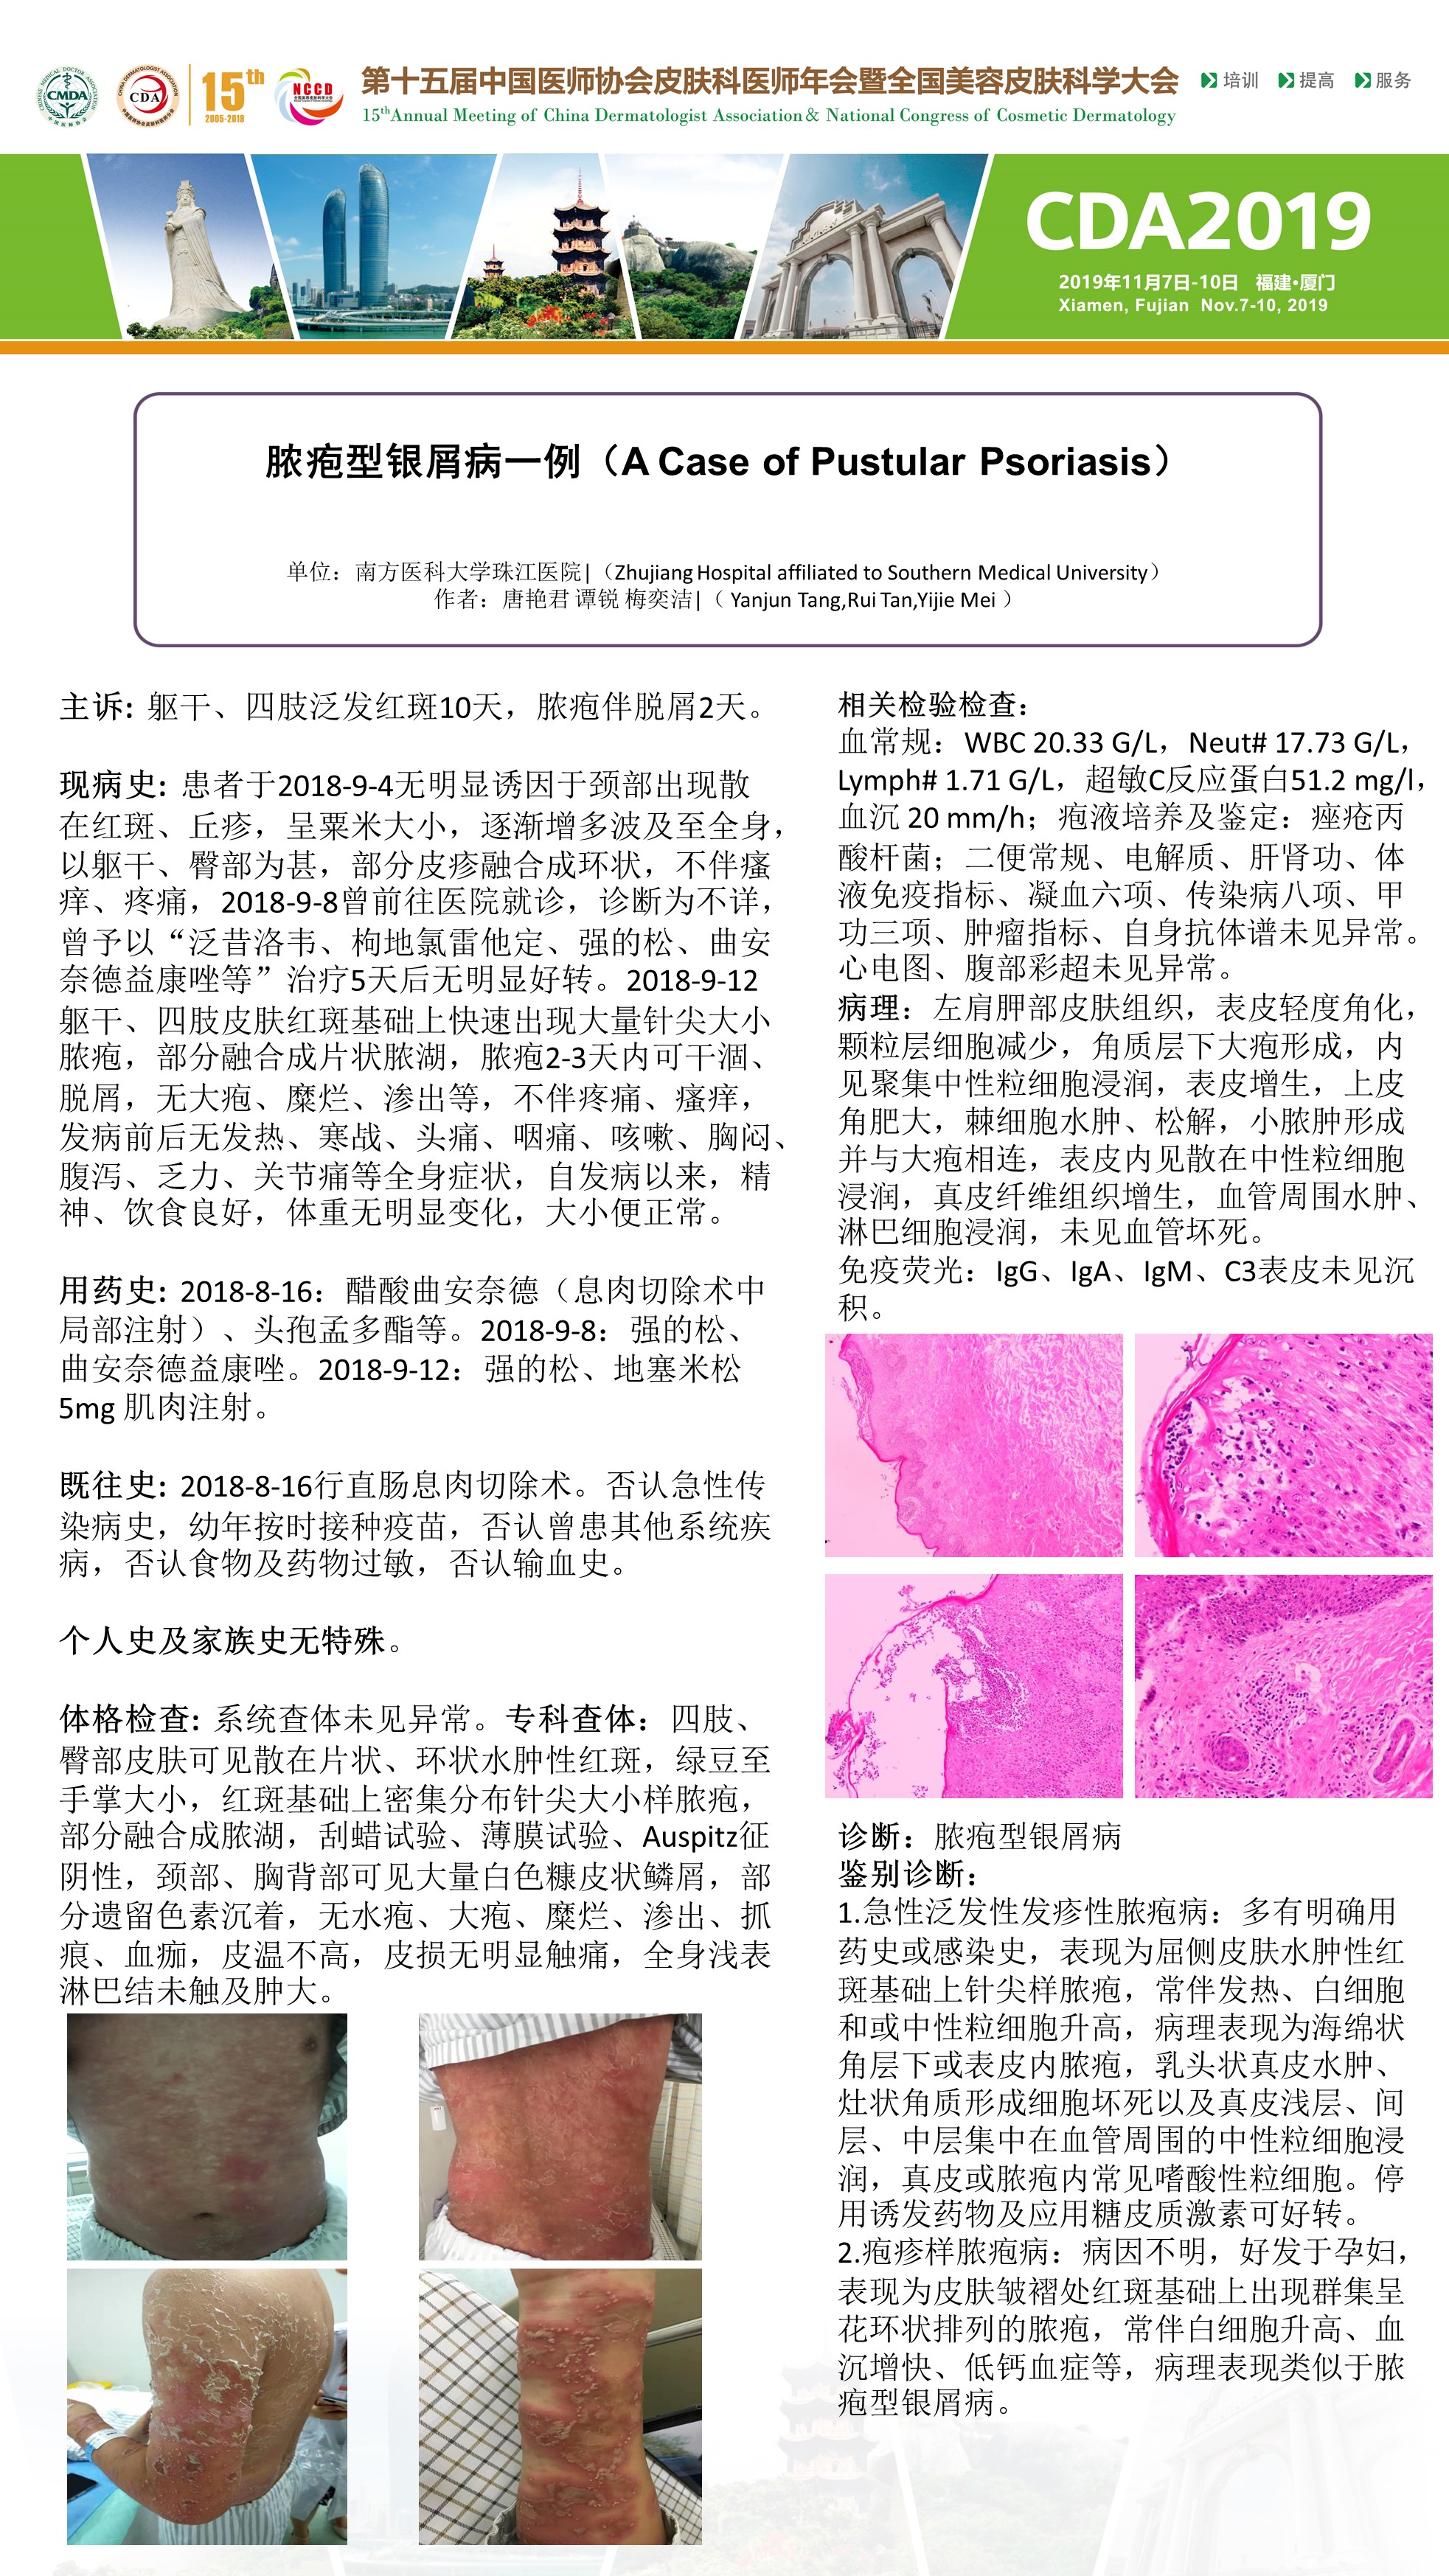 CHINESE MEDICAL DOCTOR ASSOCIATION
CMDA
中国医师协会
CHINA DERMATOLOGIST ASSOCIATION
CDA
15th
2005-2019
NCCD
第十五届中国医师协会皮肤科医师年会暨全国美容皮肤科学大会
15thAnnual Meeting of China Dermatologist Association& National Congress of Cosmetic Dermatology
培训 提高 服务
CDA2019
2019年11月7日-10日 福建•厦门
Xiamen, Fujian Nov.7-10, 2019
脓疱型银屑病一例（A Case of Pustular Psoriasis）
单位：南方医科大学珠江医院|（Zhujiang Hospital affiliated to Southern Medical University）
作者：唐艳君 谭锐 梅奕洁|（ Yanjun Tang,Rui Tan,Yijie Mei ）
主诉: 躯干、四肢泛发红斑10天，脓疱伴脱屑2天。
现病史: 患者于2018-9-4无明显诱因于颈部出现散
在红斑、丘疹，呈粟米大小，逐渐增多波及至全身，
以躯干、臀部为甚，部分皮疹融合成环状，不伴瘙
痒、疼痛，2018-9-8曾前往医院就诊，诊断为不详，
曾予以“泛昔洛韦、枸地氯雷他定、强的松、曲安
奈德益康唑等”治疗5天后无明显好转。2018-9-12
躯干、四肢皮肤红斑基础上快速出现大量针尖大小
脓疱，部分融合成片状脓湖，脓疱2-3天内可干涸、
脱屑，无大疱、糜烂、渗出等，不伴疼痛、瘙痒，
发病前后无发热、寒战、头痛、咽痛、咳嗽、胸闷、
腹泻、乏力、关节痛等全身症状，自发病以来，精
神、饮食良好，体重无明显变化，大小便正常。
用药史: 2018-8-16：醋酸曲安奈德（息肉切除术中
局部注射）、头孢孟多酯等。2018-9-8：强的松、
曲安奈德益康唑。2018-9-12：强的松、地塞米松
5mg 肌肉注射。
既往史: 2018-8-16行直肠息肉切除术。否认急性传
染病史，幼年按时接种疫苗，否认曾患其他系统疾
病，否认食物及药物过敏，否认输血史。
个人史及家族史无特殊。
体格检查: 系统查体未见异常。专科查体：四肢、
臀部皮肤可见散在片状、环状水肿性红斑，绿豆至
手掌大小，红斑基础上密集分布针尖大小样脓疱，
部分融合成脓湖，刮蜡试验、薄膜试验、Auspitz征
阴性，颈部、胸背部可见大量白色糠皮状鳞屑，部
分遗留色素沉着，无水疱、大疱、糜烂、渗出、抓
痕、血痂，皮温不高，皮损无明显触痛，全身浅表
淋巴结未触及肿大。
相关检验检查：
血常规：WBC 20.33 G/L，Neut# 17.73 G/L，
Lymph# 1.71 G/L，超敏C反应蛋白51.2 mg/l，
血沉 20 mm/h；疱液培养及鉴定：痤疮丙
酸杆菌；二便常规、电解质、肝肾功、体
液免疫指标、凝血六项、传染病八项、甲
功三项、肿瘤指标、自身抗体谱未见异常。
心电图、腹部彩超未见异常。
病理：左肩胛部皮肤组织，表皮轻度角化，
颗粒层细胞减少，角质层下大疱形成，内
见聚集中性粒细胞浸润，表皮增生，上皮
角肥大，棘细胞水肿、松解，小脓肿形成
并与大疱相连，表皮内见散在中性粒细胞
浸润，真皮纤维组织增生，血管周围水肿、
淋巴细胞浸润，未见血管坏死。
免疫荧光：IgG、IgA、IgM、C3表皮未见沉
积。
诊断：脓疱型银屑病
鉴别诊断：
1.急性泛发性发疹性脓疱病：多有明确用
药史或感染史，表现为屈侧皮肤水肿性红
斑基础上针尖样脓疱，常伴发热、白细胞
和或中性粒细胞升高，病理表现为海绵状
角层下或表皮内脓疱，乳头状真皮水肿、
灶状角质形成细胞坏死以及真皮浅层、间
层、中层集中在血管周围的中性粒细胞浸
润，真皮或脓疱内常见嗜酸性粒细胞。停
用诱发药物及应用糖皮质激素可好转。
2.疱疹样脓疱病：病因不明，好发于孕妇，
表现为皮肤皱褶处红斑基础上出现群集呈
花环状排列的脓疱，常伴白细胞升高、血
沉增快、低钙血症等，病理表现类似于脓
疱型银屑病。